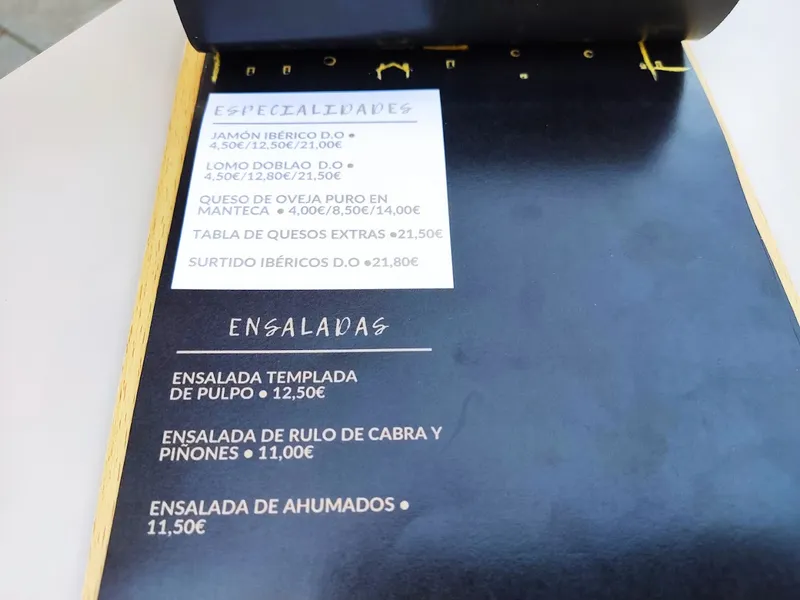 ESPECIALIDADES
JAMÓN IBÉRICO D.O ●
4,50€/12,50€/21,00€
LOMO DOBLAO D.O ●
4,50€/12,80€/21,50€
QUESO DE OVEJA PURO EN
MANTECA ● 4,00€/8,50€/14,00€
TABLA DE QUESOS EXTRAS ●21,50€
SURTIDO IBÉRICOS D.O ●21,80€
ENSALADAS
ENSALADA TEMPLADA
DE PULPO ● 12,50€
ENSALADA DE RULO DE CABRA Y
PIÑONES ● 11,00€
ENSALADA DE AHUMADOS ●
11,50€